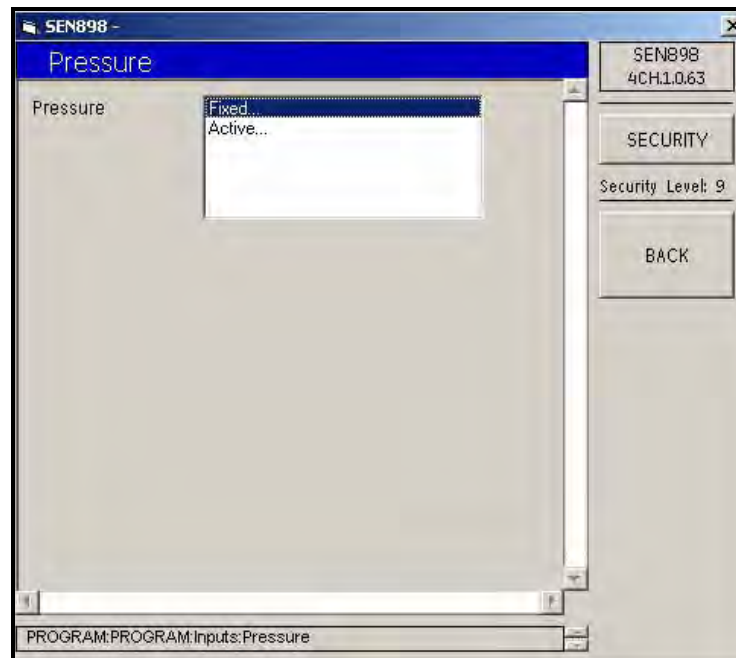 SEN898 -
Pressure
Pressure
Fixed...
Active...
SEN898
4CH.1.0.63
SECURITY
Security Level: 9
BACK
PROGRAM:PROGRAM:Inputs:Pressure